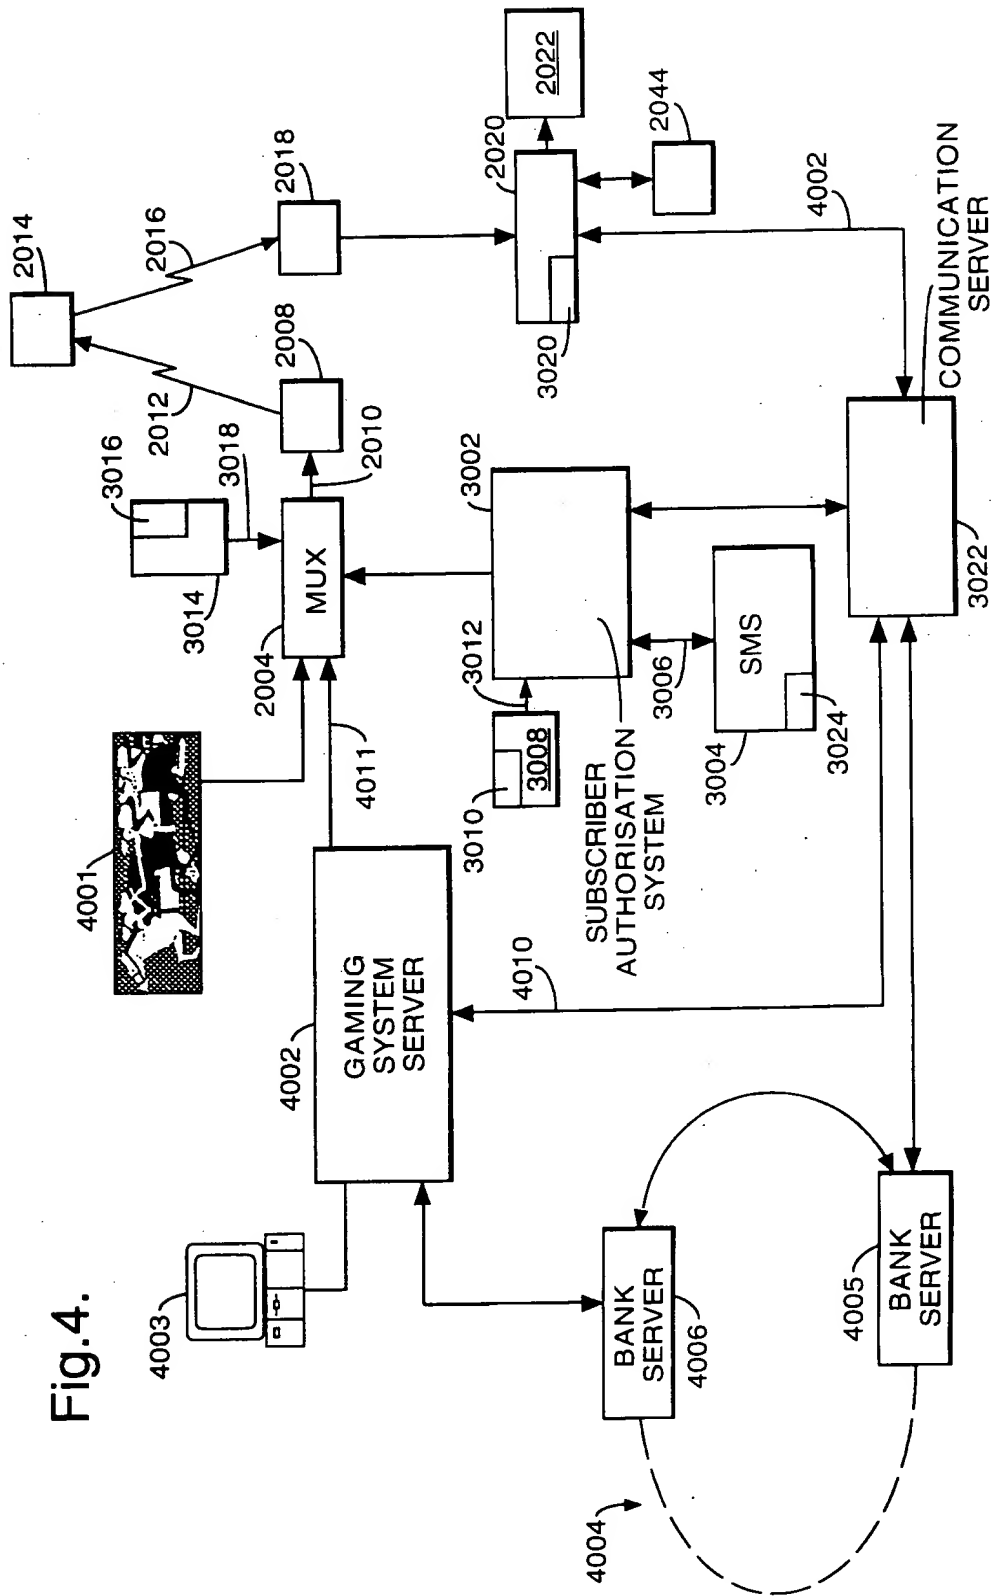 Fig.4.
4003
4001
4002
GAMING
SYSTEM
SERVER
4011
2004
MUX
3014
3016
3018
2010
2008
2012
2014
2016
2018
2020
2022
2044
3020
4002
3002
3012
3010
3008
SUBSCRIBER
AUTHORISATION
SYSTEM
3006
SMS
3004
3024
4010
COMMUNICATION
SERVER
3022
BANK
SERVER
4006
4005
BANK
SERVER
4004